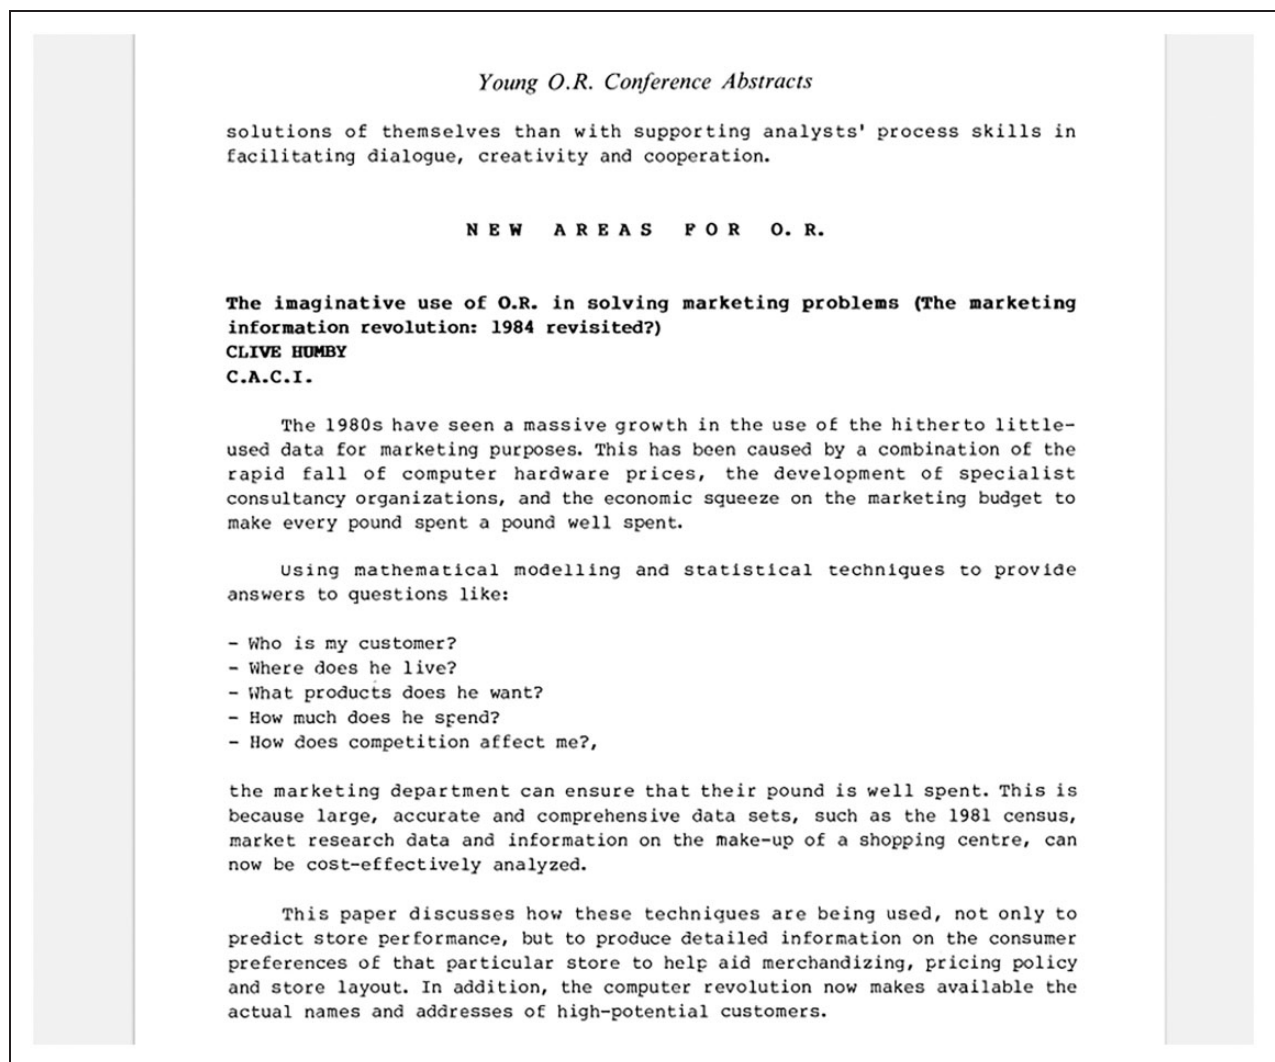 Young O.R. Conference Abstracts
solutions of themselves than with supporting analysts' process skills in
facilitating dialogue, creativity and cooperation.
NEW AREAS FOR O.R.
The imaginative use of O.R. in solving marketing problems (The marketing
information revolution: 1984 revisited?)
CLIVE HUMBY
C.A.C.I.
The 1980s have seen a massive growth in the use of the hitherto little-
used data for marketing purposes. This has been caused by a combination of the
rapid fall of computer hardware prices, the development of specialist
consultancy organizations, and the economic squeeze on the marketing budget to
make every pound spent a pound well spent.
Using mathematical modelling and statistical techniques to provide
answers to questions like:
- Who is my customer?
- Where does he live?
- What products does he want?
- How much does he spend?
- How does competition affect me?,
the marketing department can ensure that their pound is well spent. This is
because large, accurate and comprehensive data sets, such as the 1981 census,
market research data and information on the make-up of a shopping centre, can
now be cost-effectively analyzed.
This paper discusses how these techniques are being used, not only to
predict store performance, but to produce detailed information on the consumer
preferences of that particular store to help aid merchandizing, pricing policy
and store layout. In addition, the computer revolution now makes available the
actual names and addresses of high-potential customers.